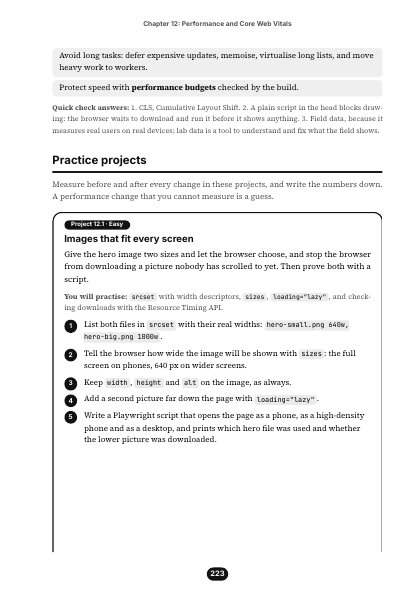 Chapter 12: Performance and Core Web Vitals
Avoid long tasks: defer expensive updates, memoise, virtualise long lists, and move
heavy work to workers.
Protect speed with performance budgets checked by the build.
Quick check answers: 1. CLS, Cumulative Layout Shift. 2. A plain script in the head blocks draw-
ing: the browser waits to download and run it before it shows anything. 3. Field data, because it
measures real users on real devices; lab data is a tool to understand and fix what the field shows.
Practice projects
Measure before and after every change in these projects, and write the numbers down.
A performance change that you cannot measure is a guess.
Project 12.1 · Easy
Images that fit every screen
Give the hero image two sizes and let the browser choose, and stop the browser
from downloading a picture nobody has scrolled to yet. Then prove both with a
script.
You will practise: srcset with width descriptors, sizes, loading="lazy", and check-
ing downloads with the Resource Timing API.
1 List both files in srcset with their real widths: hero-small.png 640w,
hero-big.png 1800w.
2 Tell the browser how wide the image will be shown with sizes: the full
screen on phones, 640 px on wider screens.
3 Keep width, height and alt on the image, as always.
4 Add a second picture far down the page with loading="lazy".
5 Write a Playwright script that opens the page as a phone, as a high-density
phone and as a desktop, and prints which hero file was used and whether
the lower picture was downloaded.
223